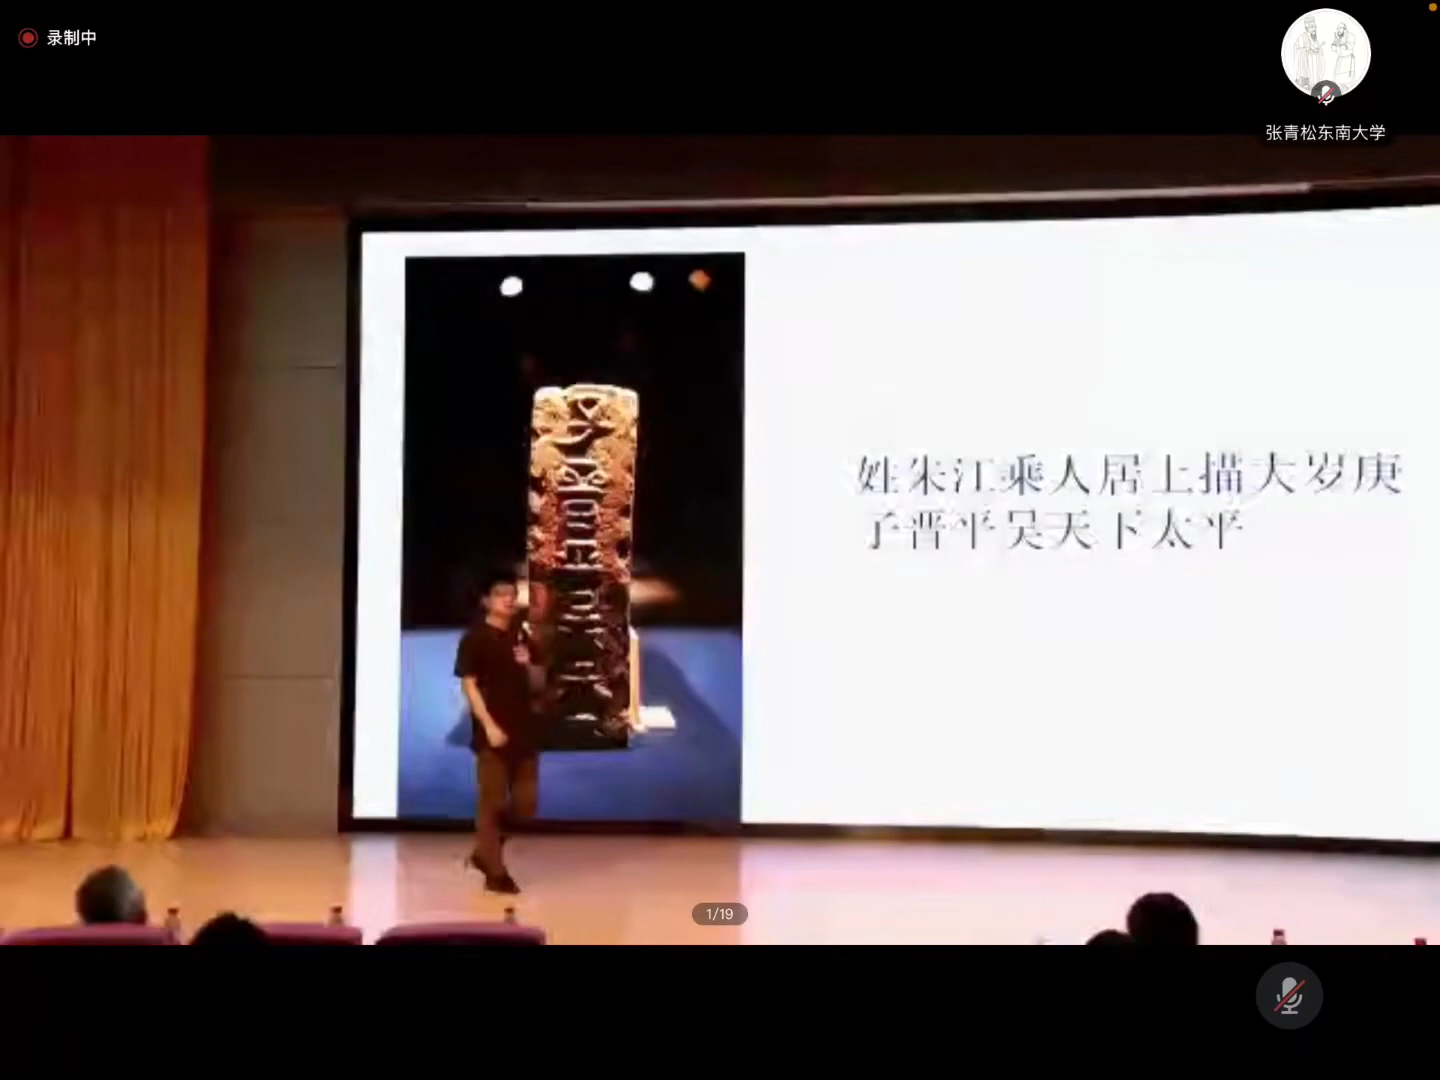 录制中
张青松东南大学
姓朱江乘人居上描大岁庚
子晋平吴天下太平
1/19